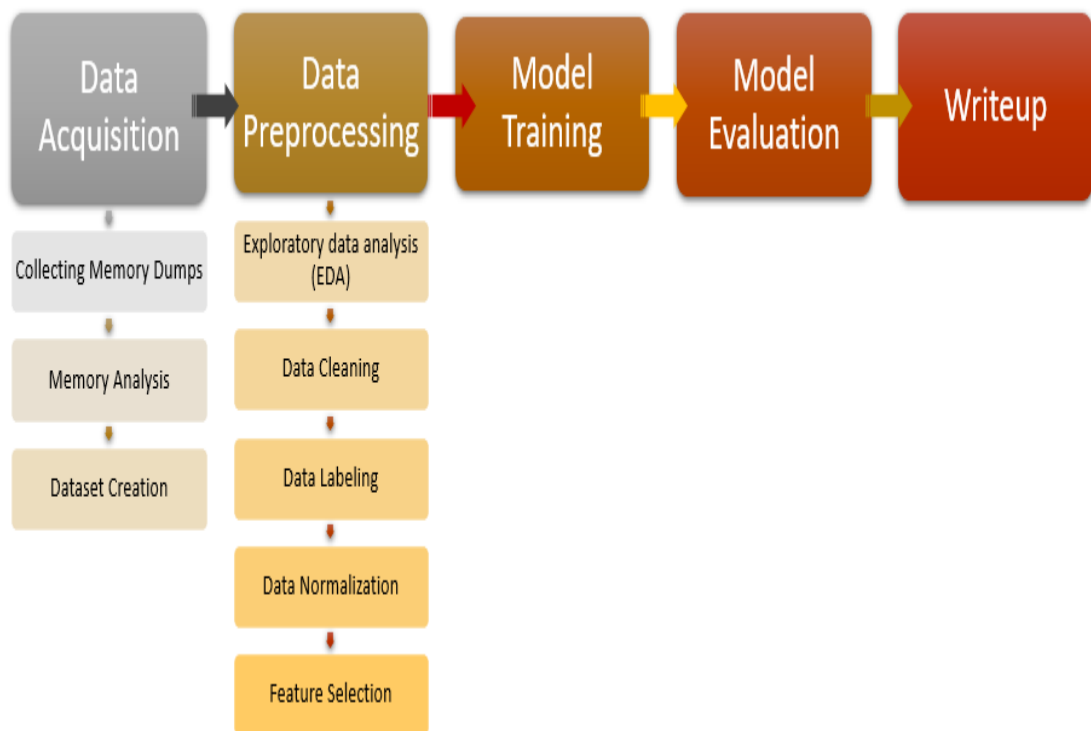 Data
Acquisition
Data
Preprocessing
Model
Training
Model
Evaluation
Writeup
Collecting Memory Dumps
Memory Analysis
Dataset Creation
Exploratory data analysis
(EDA)
Data Cleaning
Data Labeling
Data Normalization
Feature Selection